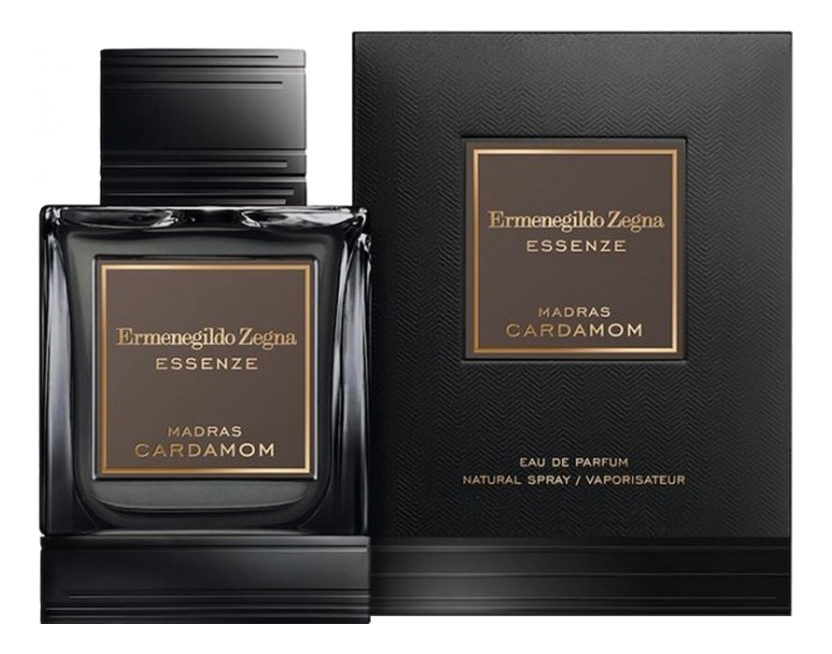 Ermenegildo Zegna
ESSENZE
MADRAS
CARDAMOM
Ermenegildo Zegna
ESSENZE
MADRAS
CARDAMOM
EAU DE PARFUM
NATURAL SPRAY / VAPORISATEUR